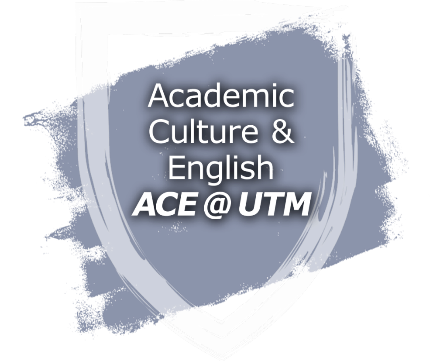 Academic
Culture &
English
ACE @ UTM